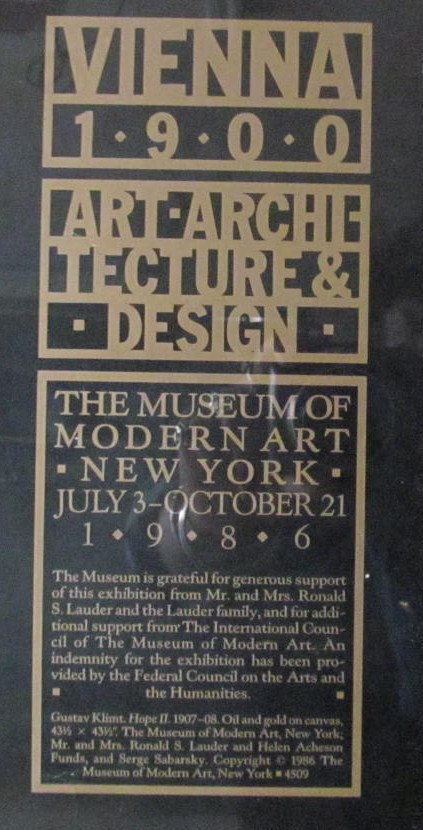 VIENNA
1•9•0•0
ART•ARCHI-
TECTURE &
▪ DESIGN ▪
THE MUSEUM OF
MODERN ART
▪ NEW YORK ▪
JULY 3–OCTOBER 21
1 • 9 • 8 • 6
The Museum is grateful for generous support
of this exhibition from Mr. and Mrs. Ronald
S. Lauder and the Lauder family, and for addi-
tional support from The International Coun-
cil of The Museum of Modern Art. An
indemnity for the exhibition has been pro-
vided by the Federal Council on the Arts and
▪ the Humanities. ▪
Gustav Klimt. Hope II. 1907–08. Oil and gold on canvas,
43½ × 43½". The Museum of Modern Art, New York;
Mr. and Mrs. Ronald S. Lauder and Helen Acheson
Funds, and Serge Sabarsky. Copyright © 1986 The
Museum of Modern Art, New York ▪ 4509